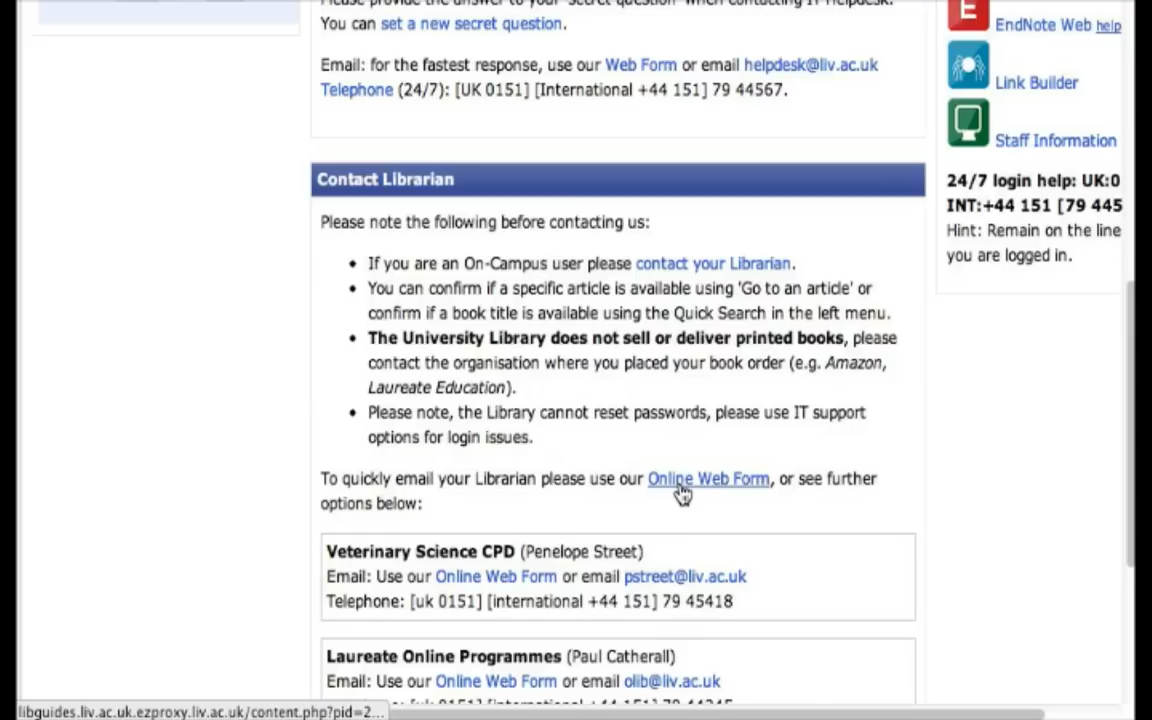 You can set a new secret question.
Email: for the fastest response, use our Web Form or email helpdesk@liv.ac.uk
Telephone (24/7): [UK 0151] [International +44 151] 79 44567.
Contact Librarian
Please note the following before contacting us:
• If you are an On-Campus user please contact your Librarian.
• You can confirm if a specific article is available using 'Go to an article' or
confirm if a book title is available using the Quick Search in the left menu.
• The University Library does not sell or deliver printed books, please
contact the organisation where you placed your book order (e.g. Amazon,
Laureate Education).
• Please note, the Library cannot reset passwords, please use IT support
options for login issues.
To quickly email your Librarian please use our Online Web Form, or see further
options below:
Veterinary Science CPD (Penelope Street)
Email: Use our Online Web Form or email pstreet@liv.ac.uk
Telephone: [uk 0151] [international +44 151] 79 45418
Laureate Online Programmes (Paul Catherall)
Email: Use our Online Web Form or email olib@liv.ac.uk
E
EndNote Web help
Link Builder
Staff Information
24/7 login help: UK:0
INT:+44 151 [79 445
Hint: Remain on the line
you are logged in.
libguides.liv.ac.uk.ezproxy.liv.ac.uk/content.php?pid=2...